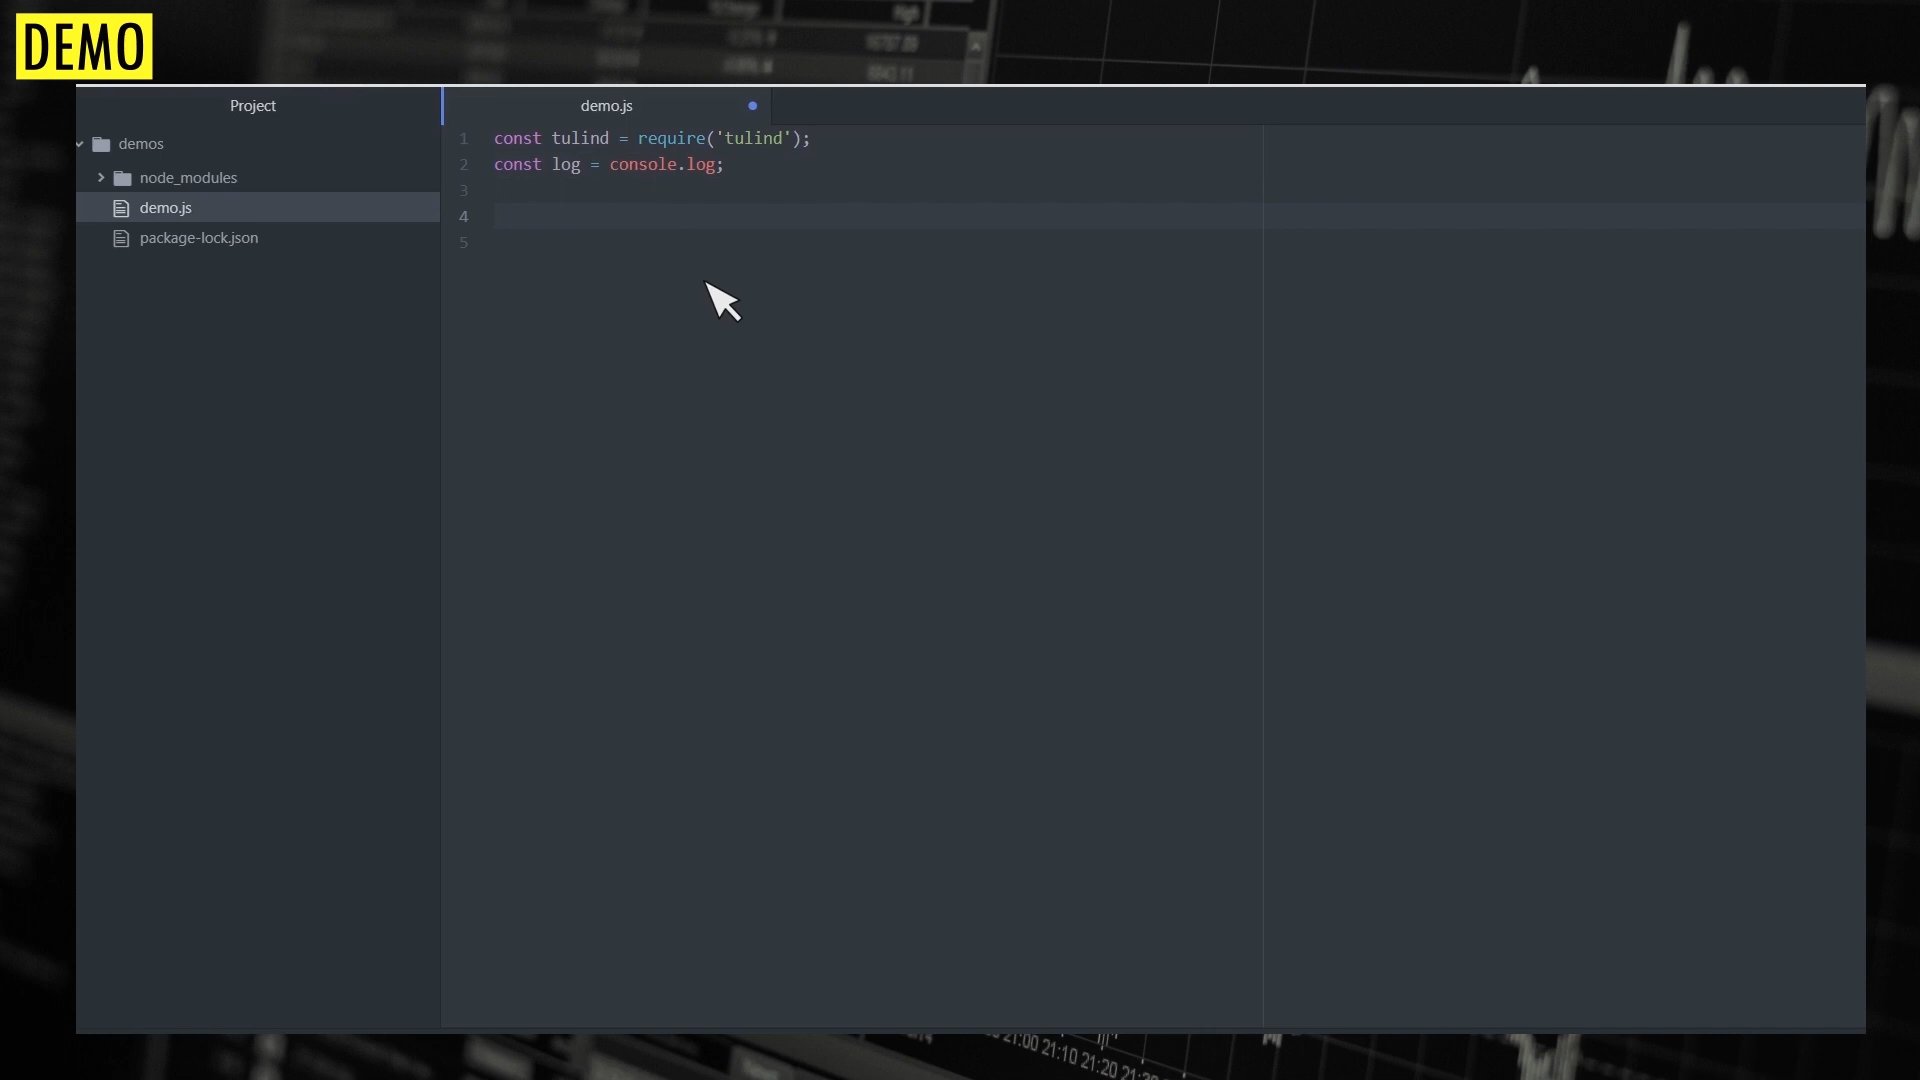 DEMO
Project
demos
node_modules
demo.js
package-lock.json
demo.js
1 const tulind = require('tulind');
2 const log = console.log;
3
4
5
21:00 21:10 21:20